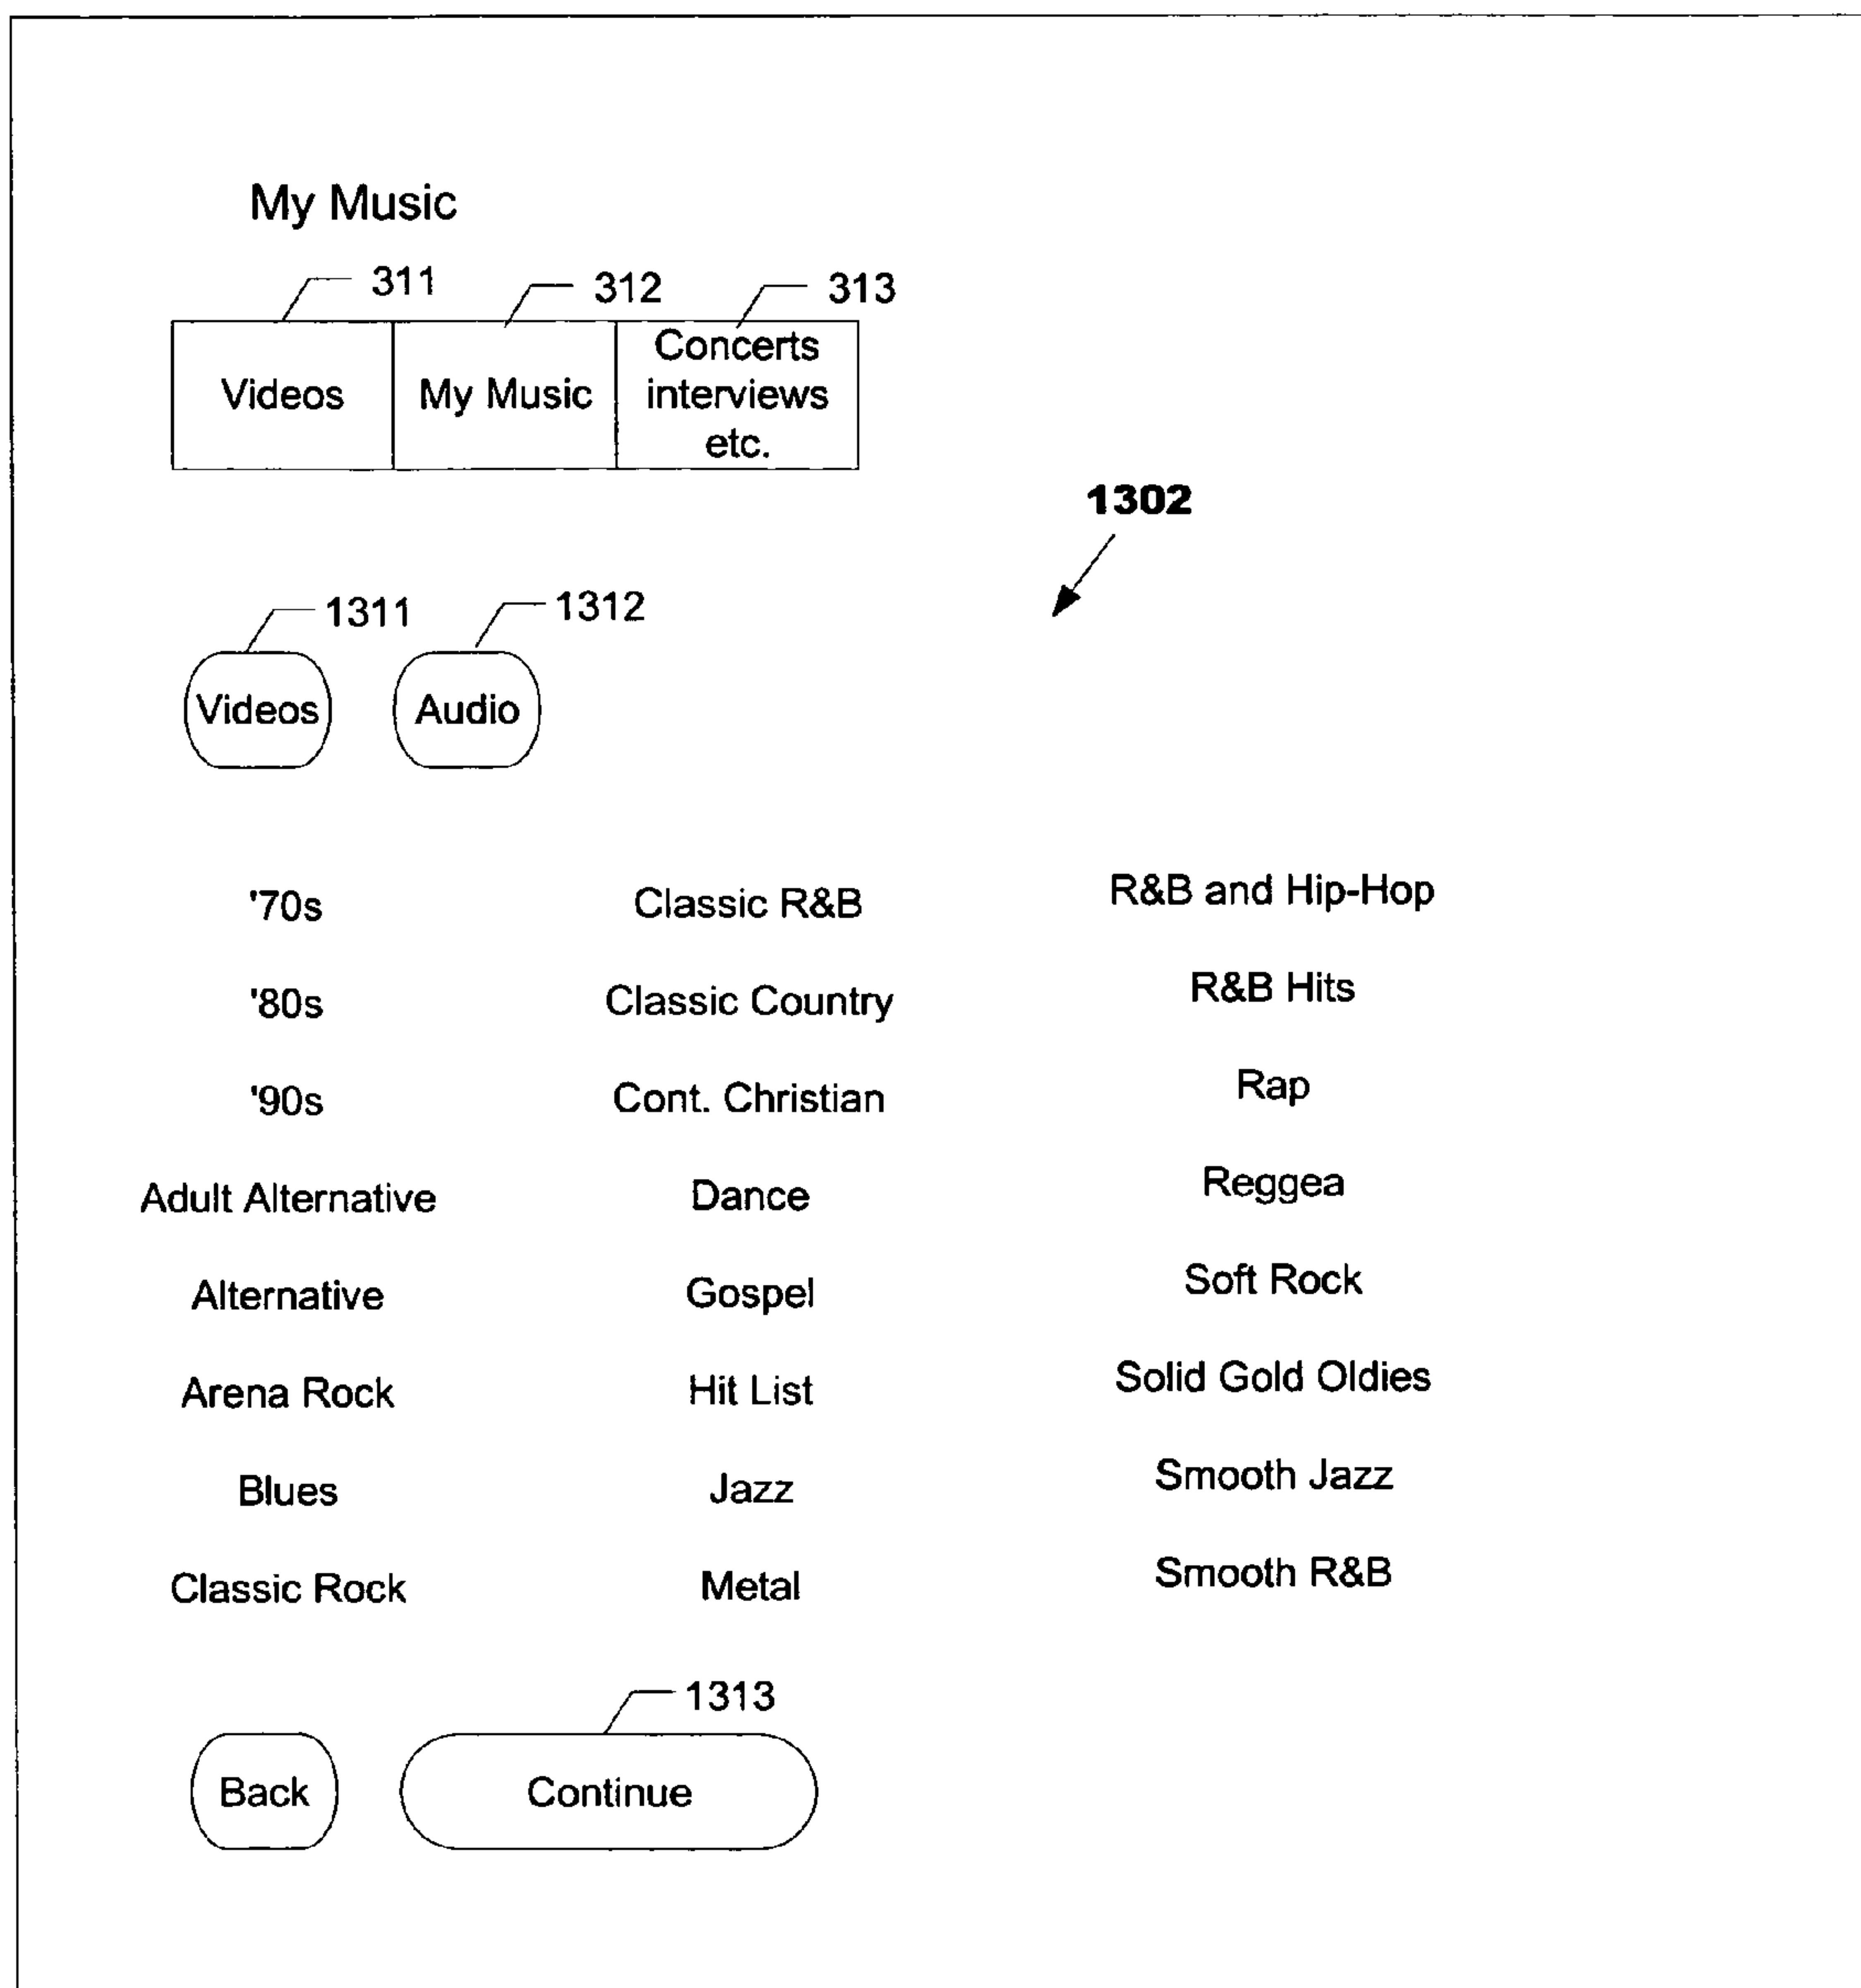 My Music
311 312 313
Videos
My Music
Concerts
interviews
etc.
1302
1311 1312
Videos Audio
'70s Classic R&B R&B and Hip-Hop
'80s Classic Country R&B Hits
'90s Cont. Christian Rap
Adult Alternative Dance Reggea
Alternative Gospel Soft Rock
Arena Rock Hit List Solid Gold Oldies
Blues Jazz Smooth Jazz
Classic Rock Metal Smooth R&B
1313
Back Continue